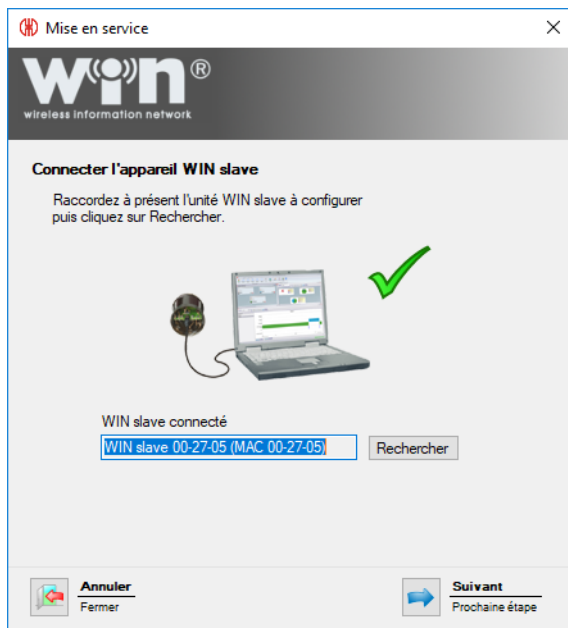 Mise en service
win®
wireless information network
Connecter l'appareil WIN slave
Raccordez à présent l'unité WIN slave à configurer
puis cliquez sur Rechercher.
WIN slave connecté
WIN slave 00-27-05 (MAC 00-27-05)
Rechercher
Annuler
Fermer
Suivant
Prochaine étape